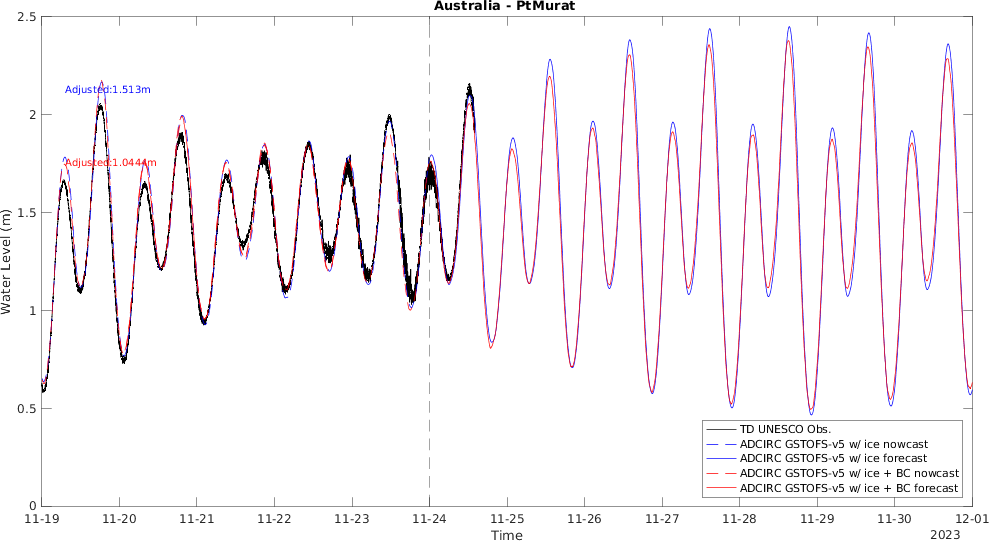 Australia - PtMurat
2.5
2
1.5
1
0.5
0
Water Level (m)
Adjusted:1.513m
Adjusted:1.0444m
TD UNESCO Obs.
ADCIRC GSTOFS-v5 w/ ice nowcast
ADCIRC GSTOFS-v5 w/ ice forecast
ADCIRC GSTOFS-v5 w/ ice + BC nowcast
ADCIRC GSTOFS-v5 w/ ice + BC forecast
11-19 11-20 11-21 11-22 11-23 11-24 11-25 11-26 11-27 11-28 11-29 11-30 12-01
Time
2023